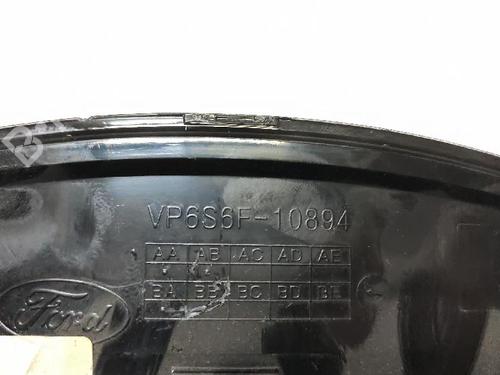 VP6S6F-10894
AA AB AC AD AE
BA BB BC BD BE
Ford